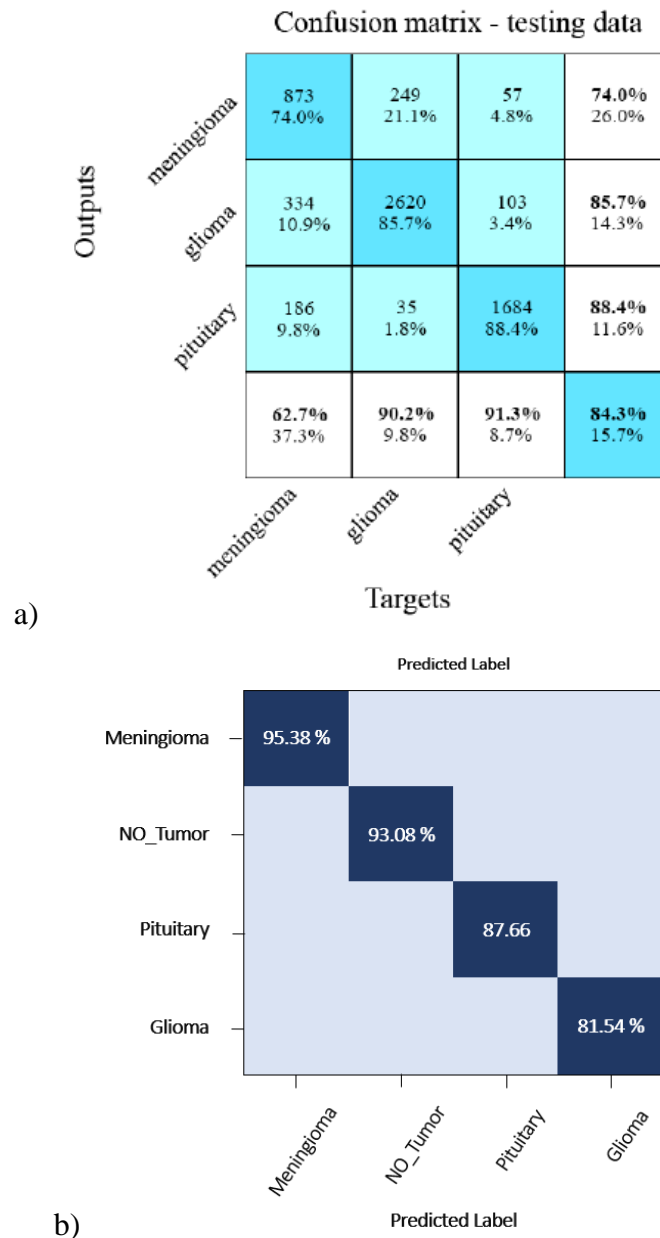 Confusion matrix - testing data
Outputs
meningioma
873 249 57 74.0%
74.0% 21.1% 4.8% 26.0%
glioma
334 2620 103 85.7%
10.9% 85.7% 3.4% 14.3%
pituitary
186 35 1684 88.4%
9.8% 1.8% 88.4% 11.6%
62.7% 90.2% 91.3% 84.3%
37.3% 9.8% 8.7% 15.7%
meningioma glioma pituitary
Targets
a)
Predicted Label
Meningioma 95.38 %
NO_Tumor 93.08 %
Pituitary 87.66
Glioma 81.54 %
Meningioma NO_Tumor Pituitary Glioma
Predicted Label
b)